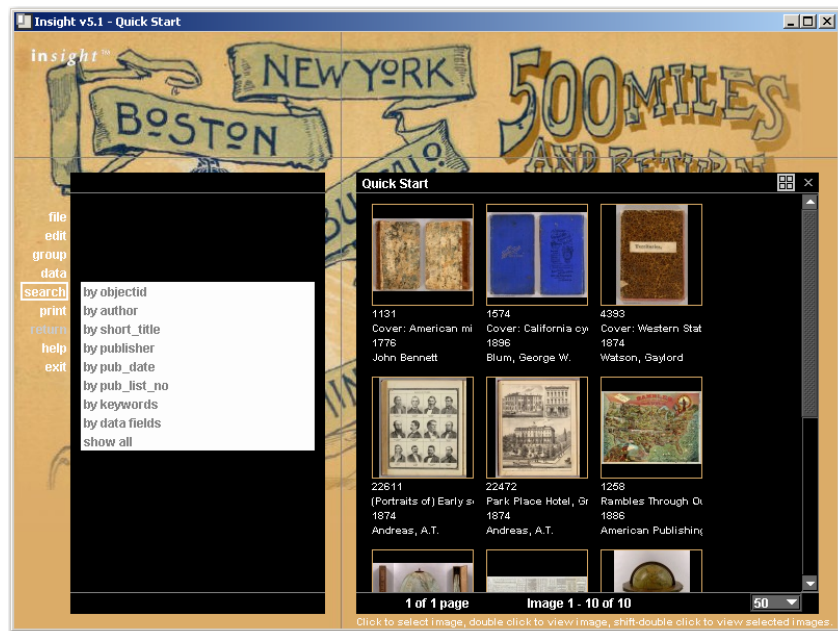 Insight v5.1 - Quick Start
insight™
NEW YORK
BOSTON
500 MILES
AND RETURN
Quick Start
file
edit
group
data
search
print
return
help
exit
by objectid
by author
by short_title
by publisher
by pub_date
by pub_list_no
by keywords
by data fields
show all
1131
Cover: American mi
1776
John Bennett
1574
Cover: California cy
1896
Blum, George W.
4393
Cover: Western Stat
1874
Watson, Gaylord
22611
(Portraits of) Early s
1874
Andreas, A.T.
22472
Park Place Hotel, Gr
1874
Andreas, A.T.
1258
Rambles Through Ou
1886
American Publishing
1 of 1 page
Image 1 - 10 of 10
50
Click to select image, double click to view image, shift-double click to view selected images.